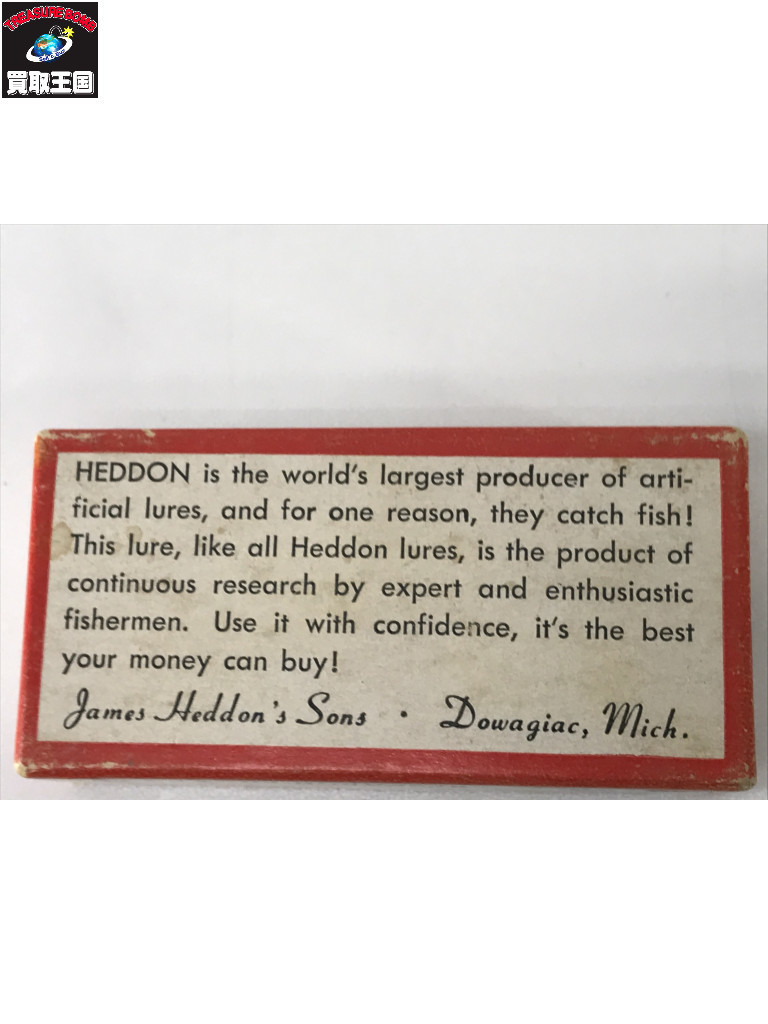 TREASURE BOMB
買取王国
HEDDON is the world's largest producer of arti-
ficial lures, and for one reason, they catch fish!
This lure, like all Heddon lures, is the product of
continuous research by expert and enthusiastic
fishermen. Use it with confidence, it's the best
your money can buy!
James Heddon's Sons · Dowagiac, Mich.